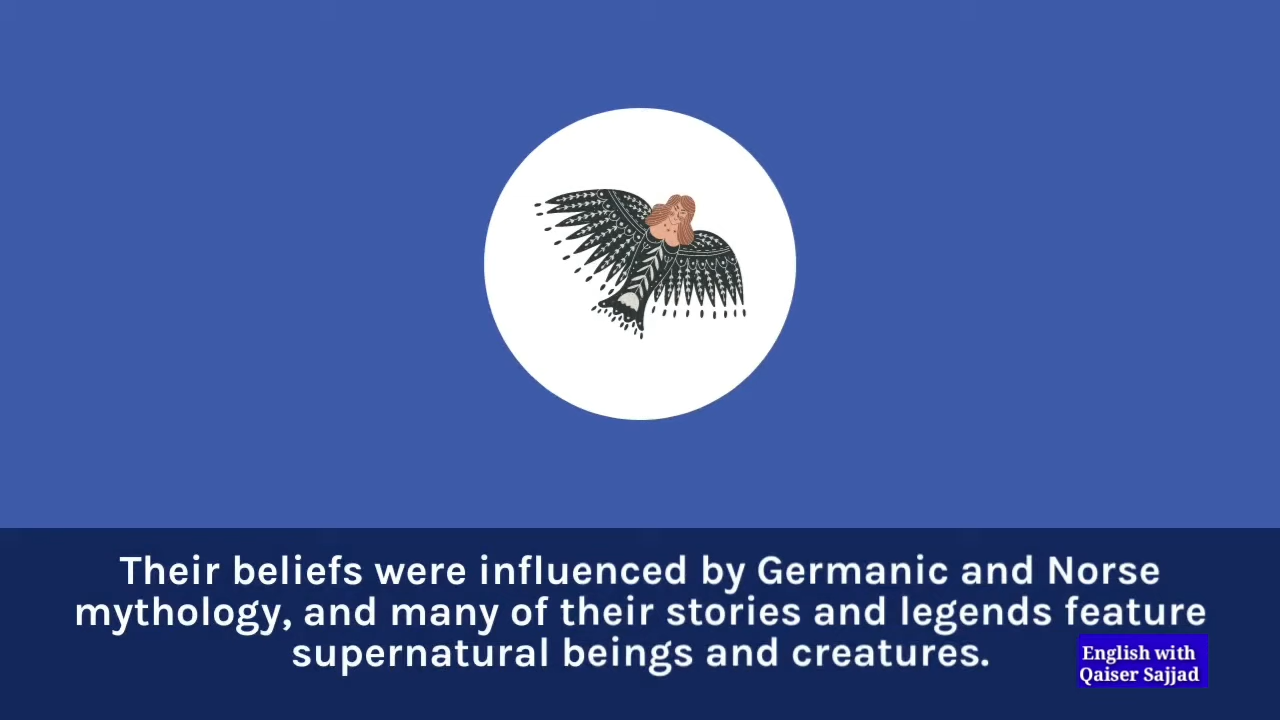 Their beliefs were influenced by Germanic and Norse
mythology, and many of their stories and legends feature
supernatural beings and creatures.
English with
Qaiser Sajjad